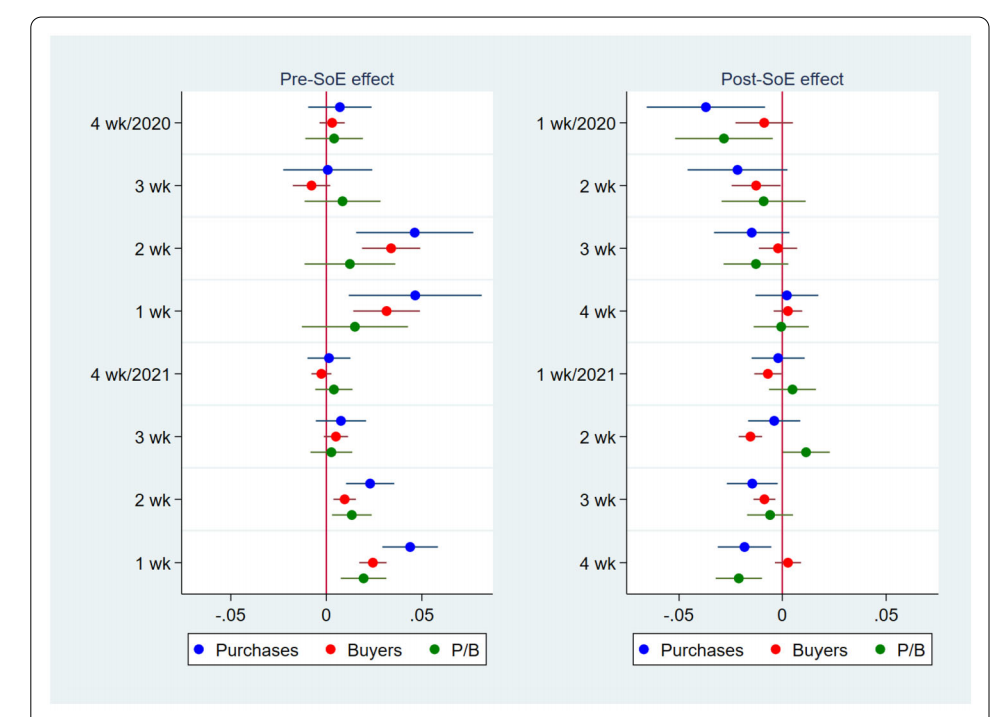 Pre-SoE effect
4 wk/2020
3 wk
2 wk
1 wk
4 wk/2021
3 wk
2 wk
1 wk
-.05 0 .05
Purchases Buyers P/B
Post-SoE effect
1 wk/2020
2 wk
3 wk
4 wk
1 wk/2021
2 wk
3 wk
4 wk
-.05 0 .05
Purchases Buyers P/B